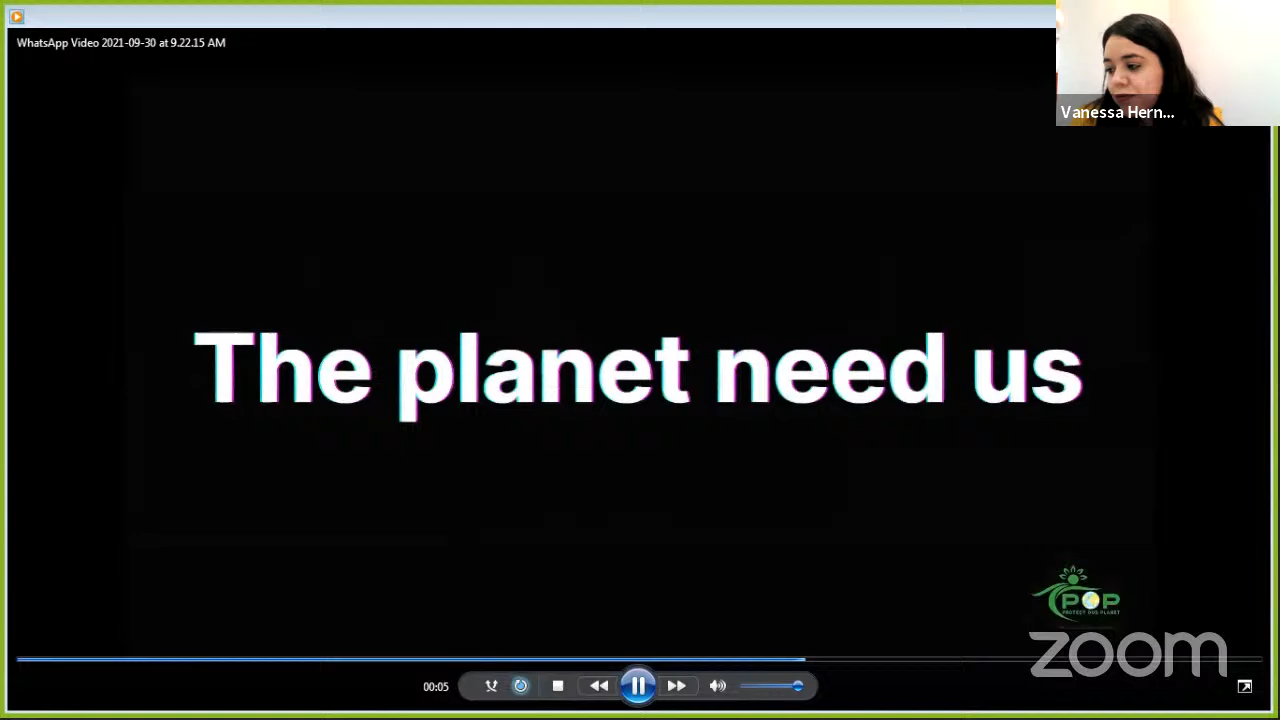 WhatsApp Video 2021-09-30 at 9.22.15 AM
Vanessa Hern...
The planet need us
POP
PROTECT OUR PLANET
zoom
00:05